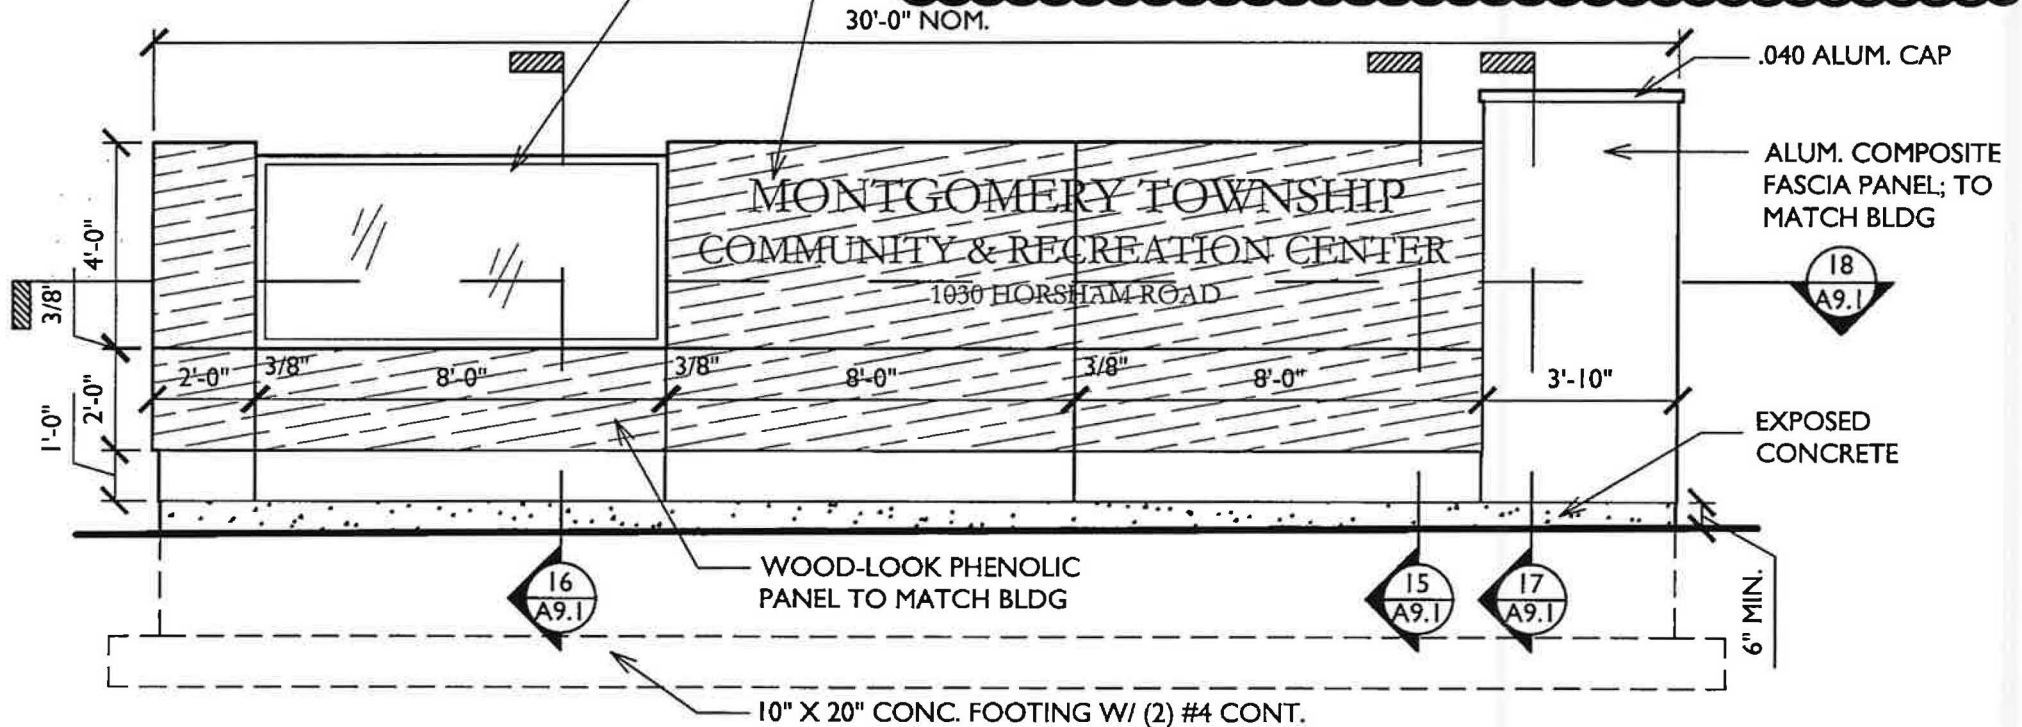 30'-0" NOM.
.040 ALUM. CAP
ALUM. COMPOSITE
FASCIA PANEL; TO
MATCH BLDG
MONTGOMERY TOWNSHIP
COMMUNITY & RECREATION CENTER
1030 HORSHAM ROAD
4'-0"
3/8"
18
A9.1
2'-0"
3/8"
8'-0"
3/8"
8'-0"
3/8"
8'-0"
3'-10"
2'-0"
1'-0"
EXPOSED
CONCRETE
WOOD-LOOK PHENOLIC
PANEL TO MATCH BLDG
16
A9.1
15
A9.1
17
A9.1
6" MIN.
10" X 20" CONC. FOOTING W/ (2) #4 CONT.